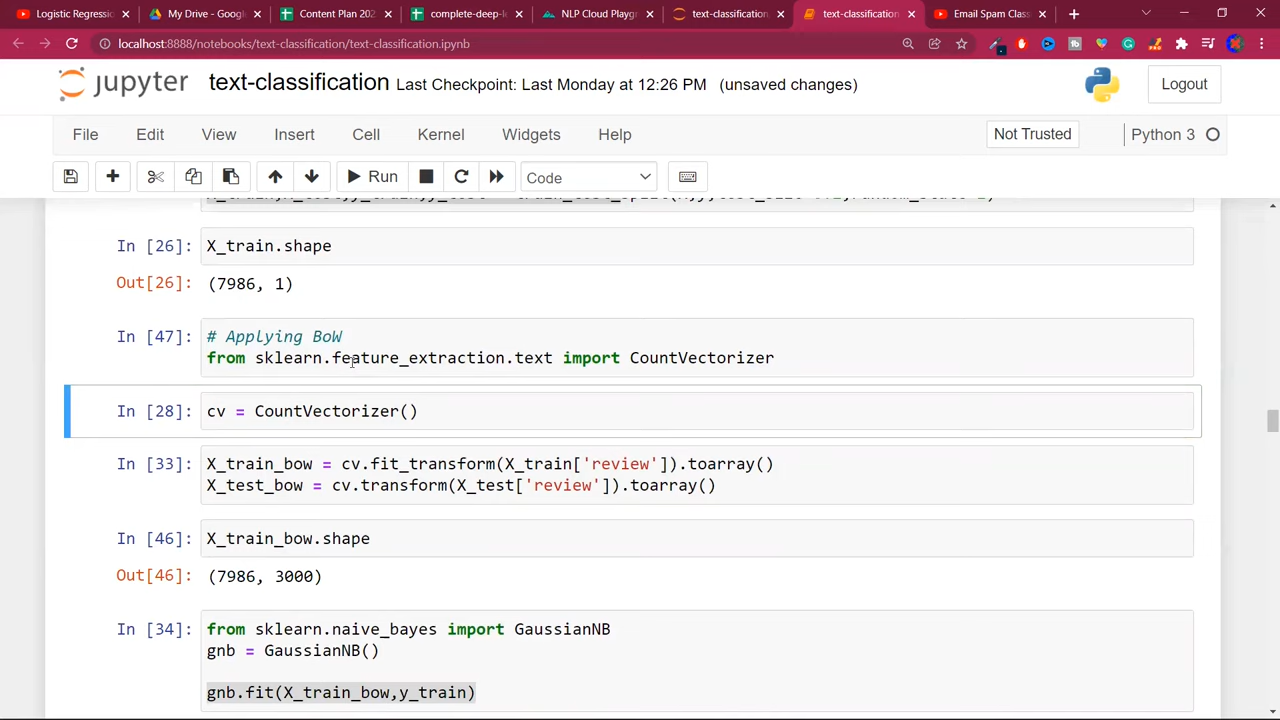 Logistic Regressi
My Drive - Google
Content Plan 202
complete-deep-le
NLP Cloud Playgr
text-classification
text-classification
Email Spam Class
localhost:8888/notebooks/text-classification/text-classification.ipynb
jupyter text-classification Last Checkpoint: Last Monday at 12:26 PM (unsaved changes) Logout
File Edit View Insert Cell Kernel Widgets Help Not Trusted Python 3
Run Code
In [26]: X_train.shape
Out[26]: (7986, 1)
In [47]: # Applying BoW
from sklearn.feature_extraction.text import CountVectorizer
In [28]: cv = CountVectorizer()
In [33]: X_train_bow = cv.fit_transform(X_train['review']).toarray()
X_test_bow = cv.transform(X_test['review']).toarray()
In [46]: X_train_bow.shape
Out[46]: (7986, 3000)
In [34]: from sklearn.naive_bayes import GaussianNB
gnb = GaussianNB()
gnb.fit(X_train_bow,y_train)